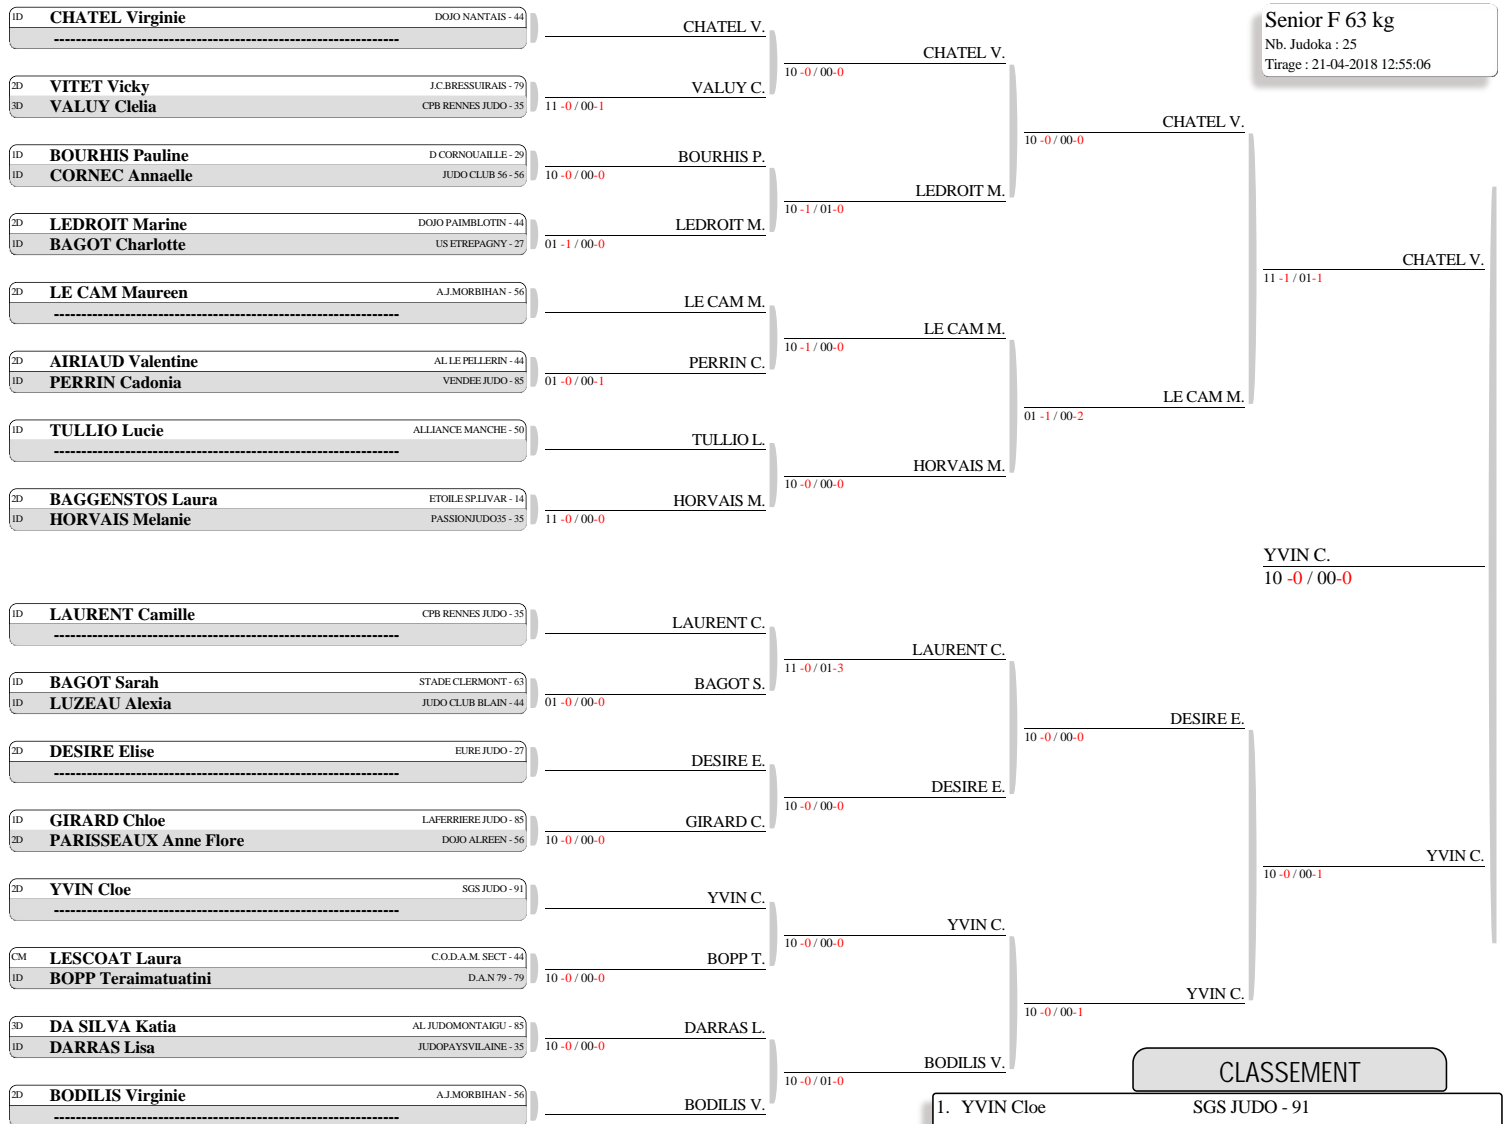 Senior F 63 kg
Nb. Judoka : 25
Tirage : 21-04-2018 12:55:06
1D CHATEL Virginie DOJO NANTAIS - 44
----------------------------------------------------------------
2D VITET Vicky J.C.BRESSUIRAIS - 79
3D VALUY Clelia CPB RENNES JUDO - 35
1D BOURHIS Pauline D CORNOUAILLE - 29
1D CORNEC Annaelle JUDO CLUB 56 - 56
2D LEDROIT Marine DOJO PAIMBLOTIN - 44
1D BAGOT Charlotte US ETREPAGNY - 27
2D LE CAM Maureen A.J.MORBIHAN - 56
----------------------------------------------------------------
2D AIRIAUD Valentine AL LE PELLERIN - 44
1D PERRIN Cadonia VENDEE JUDO - 85
1D TULLIO Lucie ALLIANCE MANCHE - 50
----------------------------------------------------------------
2D BAGGENSTOS Laura ETOILE SP.LIVAR - 14
1D HORVAIS Melanie PASSIONJUDO35 - 35
1D LAURENT Camille CPB RENNES JUDO - 35
----------------------------------------------------------------
1D BAGOT Sarah STADE CLERMONT - 63
1D LUZEAU Alexia JUDO CLUB BLAIN - 44
2D DESIRE Elise EURE JUDO - 27
----------------------------------------------------------------
1D GIRARD Chloe LAFERRIERE JUDO - 85
2D PARISSEAUX Anne Flore DOJO ALREEN - 56
2D YVIN Cloe SGS JUDO - 91
----------------------------------------------------------------
CM LESCOAT Laura C.O.D.A.M. SECT - 44
1D BOPP Teraimatuatini D.A.N 79 - 79
3D DA SILVA Katia AL JUDOMONTAIGU - 85
1D DARRAS Lisa JUDOPAYSVILAINE - 35
2D BODILIS Virginie A.J.MORBIHAN - 56
----------------------------------------------------------------
CHATEL V.
VALUY C.
11 -0 / 00-1
BOURHIS P.
10 -0 / 00-0
LEDROIT M.
01 -1 / 00-0
LE CAM M.
PERRIN C.
01 -0 / 00-1
TULLIO L.
HORVAIS M.
11 -0 / 00-0
LAURENT C.
BAGOT S.
01 -0 / 00-0
DESIRE E.
GIRARD C.
10 -0 / 00-0
YVIN C.
BOPP T.
10 -0 / 00-0
DARRAS L.
10 -0 / 00-0
BODILIS V.
CHATEL V.
10 -0 / 00-0
LEDROIT M.
10 -1 / 01-0
LE CAM M.
10 -1 / 00-0
HORVAIS M.
10 -0 / 00-0
LAURENT C.
11 -0 / 01-3
DESIRE E.
10 -0 / 00-0
YVIN C.
10 -0 / 00-0
BODILIS V.
10 -0 / 01-0
CHATEL V.
10 -0 / 00-0
LE CAM M.
01 -1 / 00-2
DESIRE E.
10 -0 / 00-0
YVIN C.
10 -0 / 00-1
CHATEL V.
11 -1 / 01-1
YVIN C.
10 -0 / 00-1
YVIN C.
10 -0 / 00-0
CLASSEMENT
1. YVIN Cloe SGS JUDO - 91